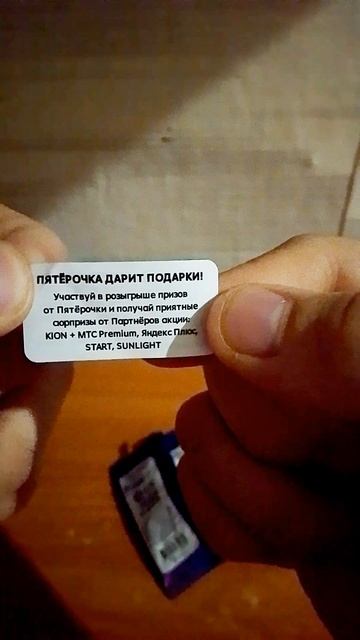 ПЯТЁРОЧКА ДАРИТ ПОДАРКИ!
Участвуй в розыгрыше призов
от Пятёрочки и получай приятные
сюрпризы от Партнёров акции:
KION + МТС Premium, Яндекс Плюс,
START, SUNLIGHT